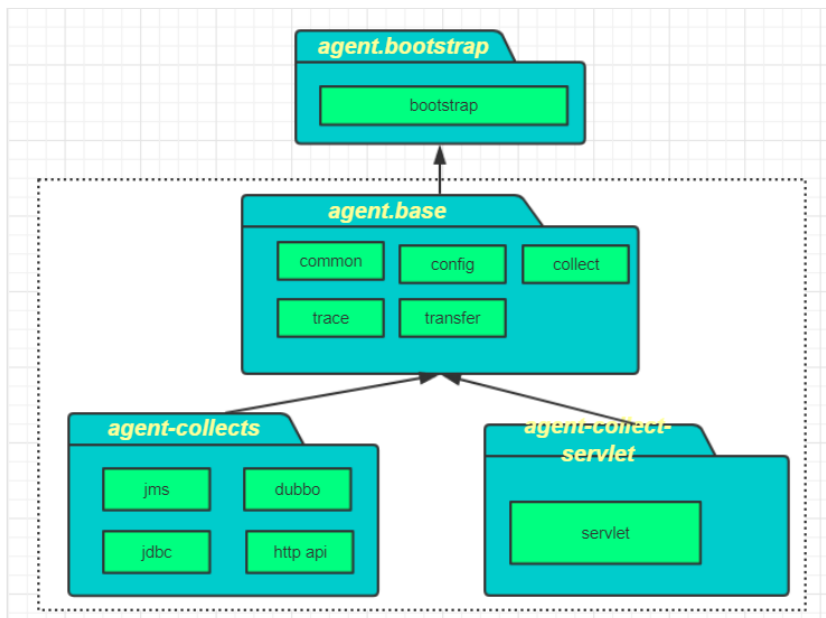 agent.bootstrap
bootstrap
agent.base
common
config
collect
trace
transfer
agent-collects
jms
dubbo
jdbc
http api
agent-collect-
servlet
servlet